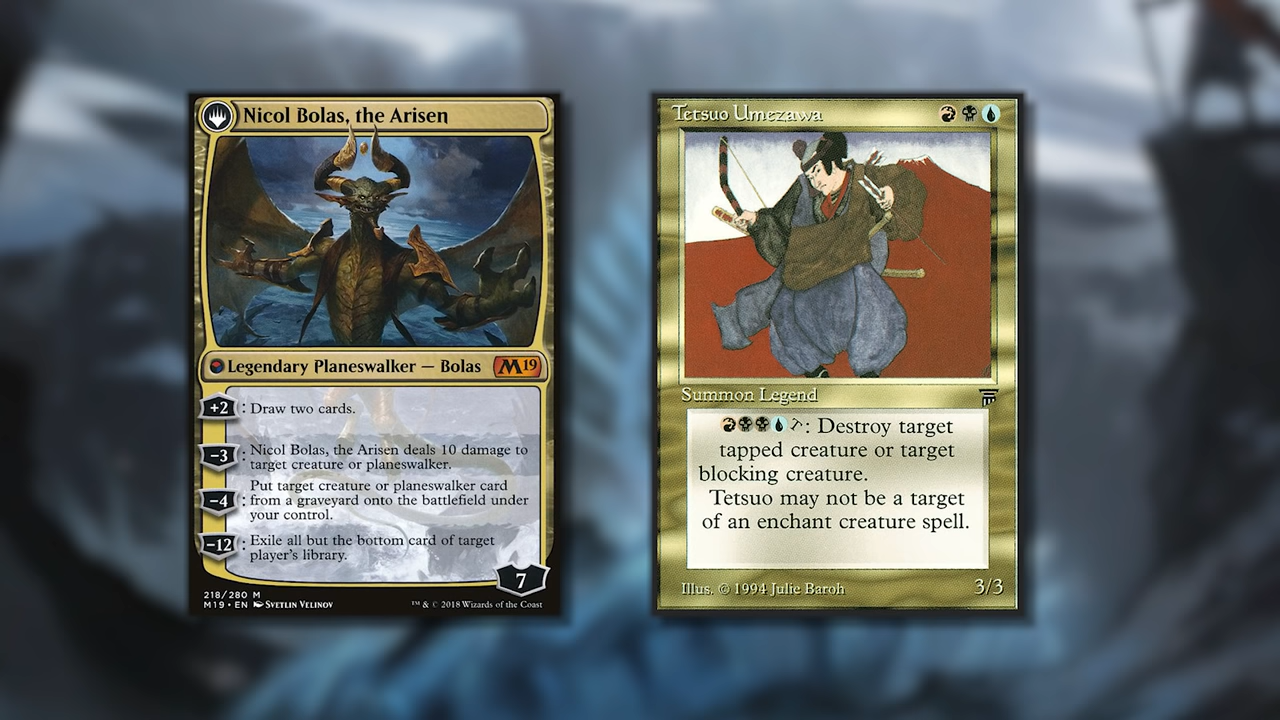 Nicol Bolas, the Arisen
Legendary Planeswalker — Bolas
M19
+2: Draw two cards.
−3: Nicol Bolas, the Arisen deals 10 damage to
target creature or planeswalker.
−4: Put target creature or planeswalker card
from a graveyard onto the battlefield under
your control.
−12: Exile all but the bottom card of target
player's library.
7
218/280 M
M19 • EN Svetlin Velinov
™ & © 2018 Wizards of the Coast
Tetsuo Umezawa
Summon Legend
: Destroy target
tapped creature or target
blocking creature.
Tetsuo may not be a target
of an enchant creature spell.
Illus. © 1994 Julie Baroh
3/3